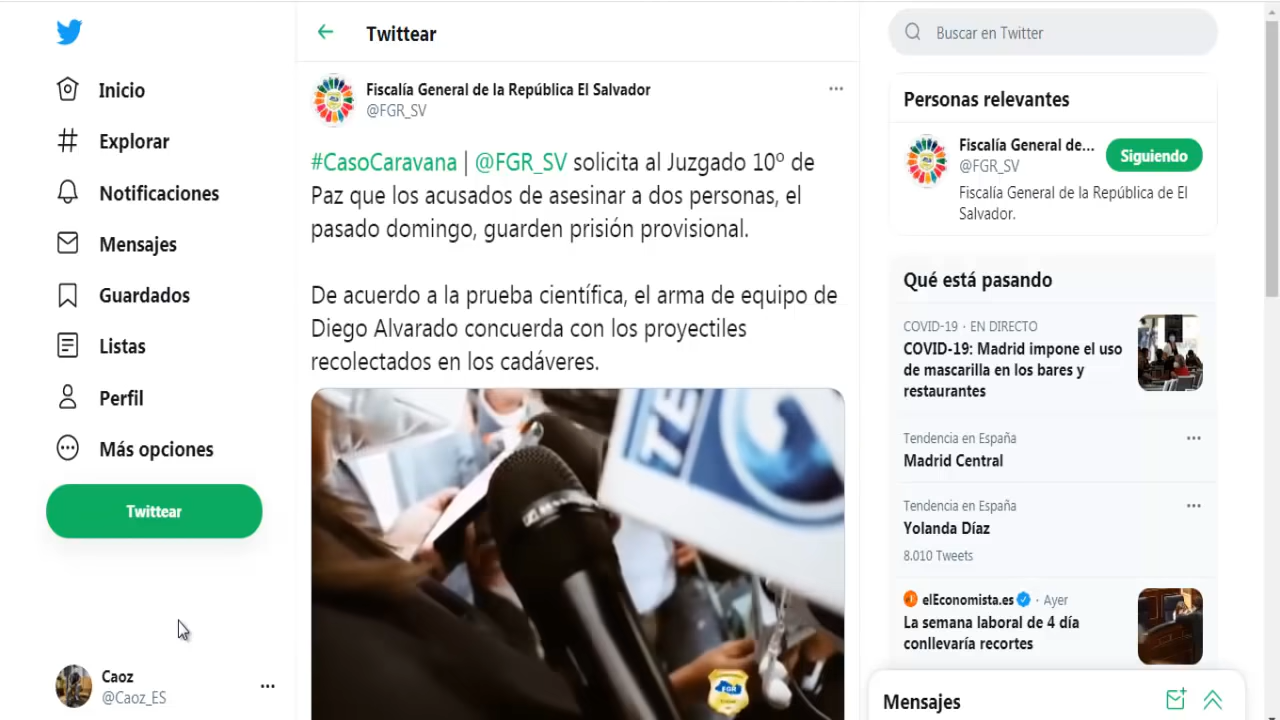 Inicio
Explorar
Notificaciones
Mensajes
Guardados
Listas
Perfil
Más opciones
Twittear
Caoz
@Caoz_ES
Twittear
Fiscalía General de la República El Salvador
@FGR_SV
#CasoCaravana | @FGR_SV solicita al Juzgado 10º de
Paz que los acusados de asesinar a dos personas, el
pasado domingo, guarden prisión provisional.
De acuerdo a la prueba científica, el arma de equipo de
Diego Alvarado concuerda con los proyectiles
recolectados en los cadáveres.
TE
FGR
Buscar en Twitter
Personas relevantes
Fiscalía General de...
@FGR_SV
Siguiendo
Fiscalía General de la República de El
Salvador.
Qué está pasando
COVID-19 · EN DIRECTO
COVID-19: Madrid impone el uso
de mascarilla en los bares y
restaurantes
Tendencia en España
Madrid Central
Tendencia en España
Yolanda Díaz
8.010 Tweets
elEconomista.es · Ayer
La semana laboral de 4 día
conllevaría recortes
Mensajes